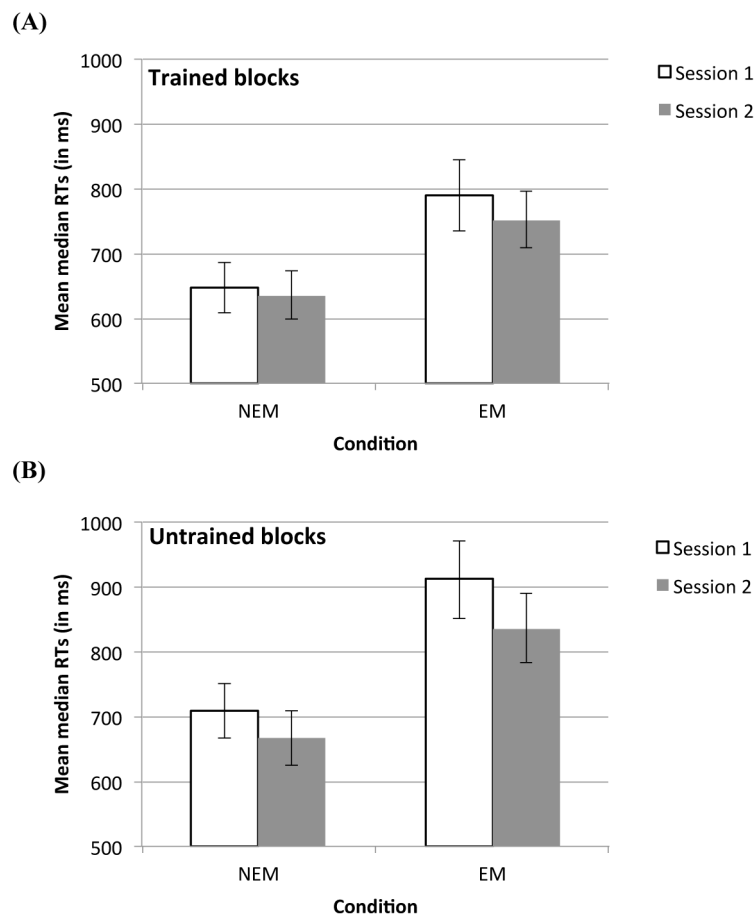 (A)
Trained blocks
Session 1
Session 2
Mean median RTs (in ms)
1000
900
800
700
600
500
NEM
EM
Condition
(B)
Untrained blocks
Session 1
Session 2
Mean median RTs (in ms)
1000
900
800
700
600
500
NEM
EM
Condition